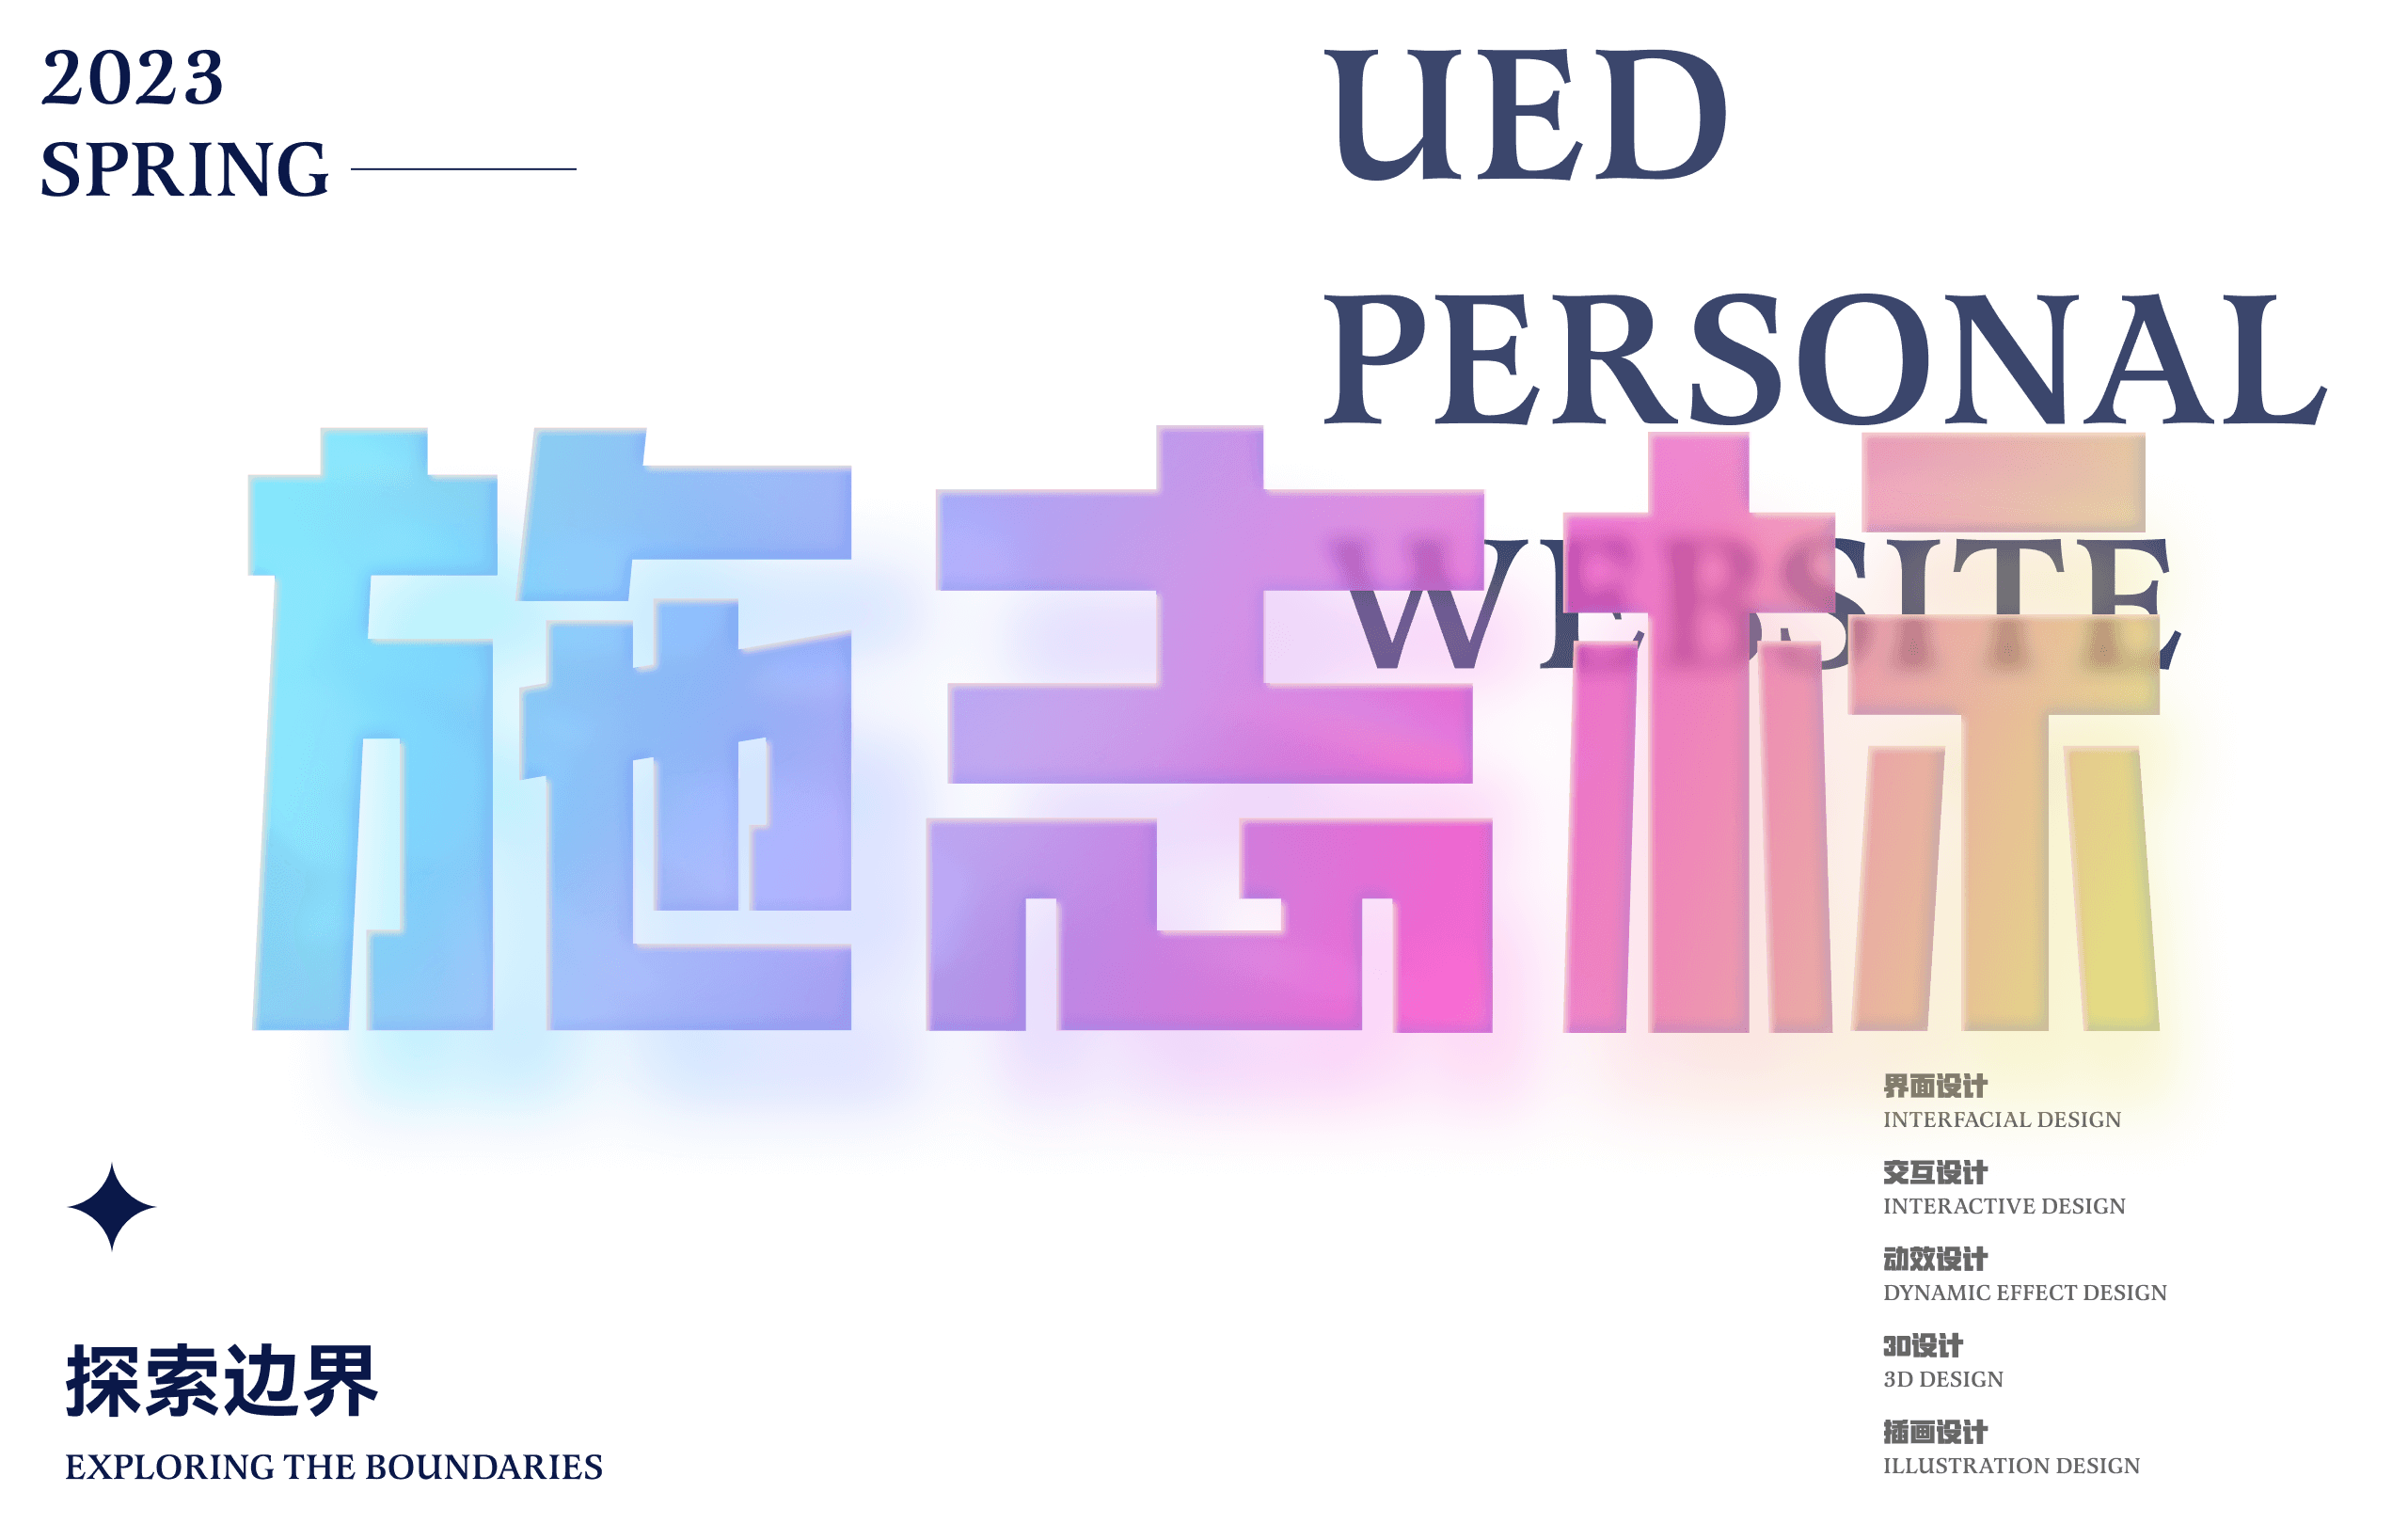 2023
SPRING
UED
PERSONAL
WEBSITE
施志标
界面设计
INTERFACIAL DESIGN
交互设计
INTERACTIVE DESIGN
动效设计
DYNAMIC EFFECT DESIGN
3D设计
3D DESIGN
插画设计
ILLUSTRATION DESIGN
探索边界
EXPLORING THE BOUNDARIES